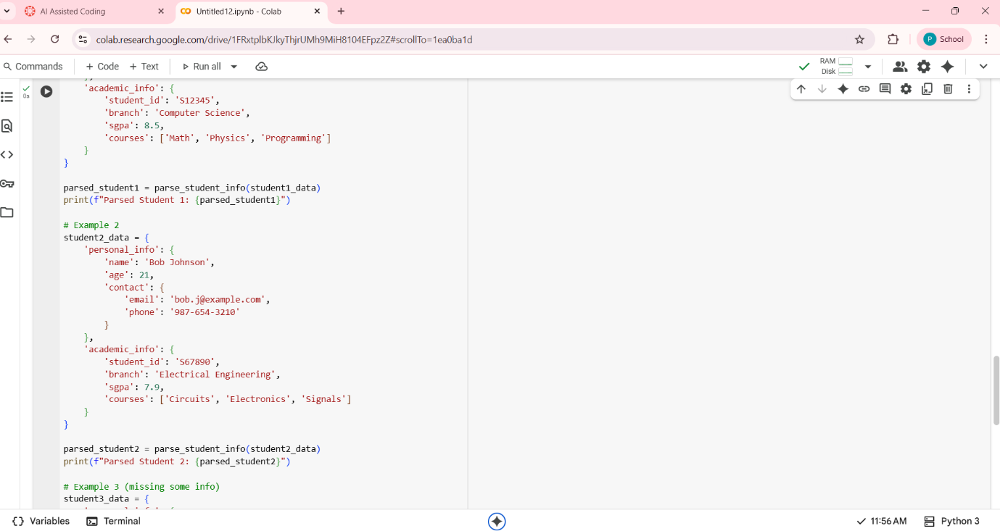 AI Assisted Coding
Untitled12.ipynb - Colab
colab.research.google.com/drive/1FRxtplbKJkyThjrUMh9MiH8104EFpz2Z#scrollTo=1ea0ba1d
P School
Commands + Code + Text Run all
RAM
Disk
0s
'academic_info': {
'student_id': 'S12345',
'branch': 'Computer Science',
'sgpa': 8.5,
'courses': ['Math', 'Physics', 'Programming']
}
}
parsed_student1 = parse_student_info(student1_data)
print(f"Parsed Student 1: {parsed_student1}")
# Example 2
student2_data = {
'personal_info': {
'name': 'Bob Johnson',
'age': 21,
'contact': {
'email': 'bob.j@example.com',
'phone': '987-654-3210'
}
},
'academic_info': {
'student_id': 'S67890',
'branch': 'Electrical Engineering',
'sgpa': 7.9,
'courses': ['Circuits', 'Electronics', 'Signals']
}
}
parsed_student2 = parse_student_info(student2_data)
print(f"Parsed Student 2: {parsed_student2}")
# Example 3 (missing some info)
student3_data = {
{} Variables Terminal
11:56 AM Python 3